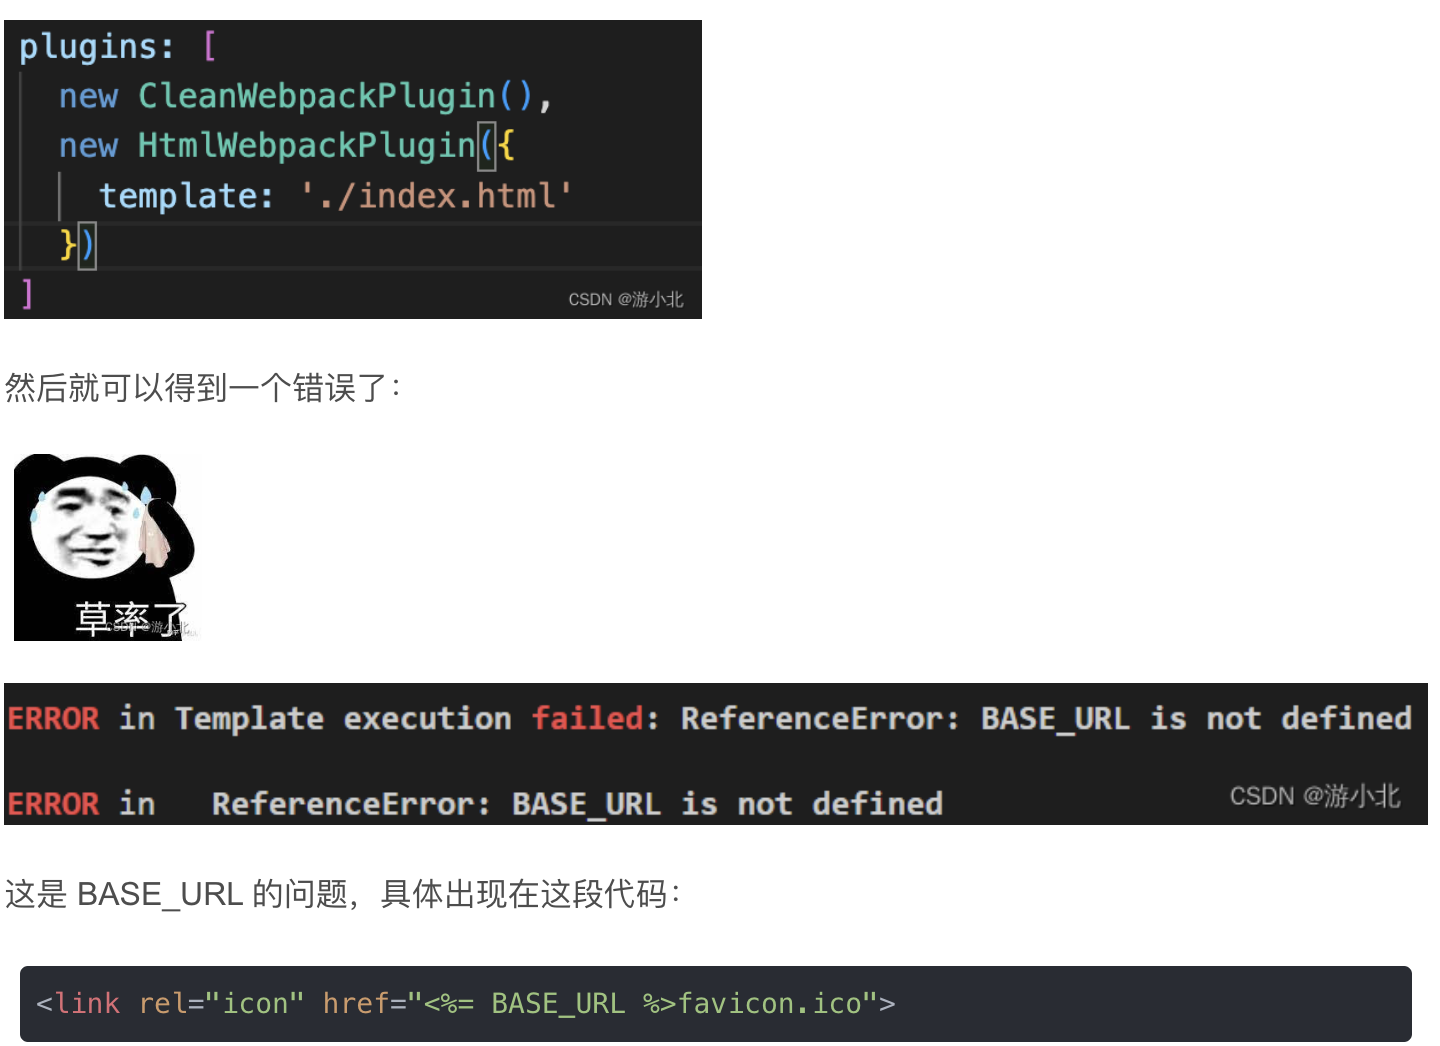 plugins: [
new CleanWebpackPlugin(),
new HtmlWebpackPlugin({
template: './index.html'
})
]
CSDN @游小北
然后就可以得到一个错误了：
草率了
CSDN @游小北
ERROR in Template execution failed: ReferenceError: BASE_URL is not defined
ERROR in ReferenceError: BASE_URL is not defined
CSDN @游小北
这是 BASE_URL 的问题，具体出现在这段代码：
<link rel="icon" href="<%= BASE_URL %>favicon.ico">